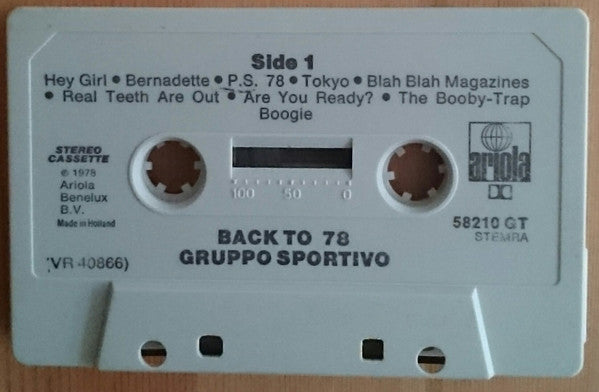 Side 1
Hey Girl • Bernadette • P.S. 78 • Tokyo • Blah Blah Magazines
• Real Teeth Are Out • Are You Ready? • The Booby-Trap
Boogie
STEREO
CASSETTE
℗ 1978
Ariola
Benelux
B.V.
Made in Holland
100 50 0
ariola
58210 GT
STEMRA
BACK TO 78
GRUPPO SPORTIVO
(VR 40866)